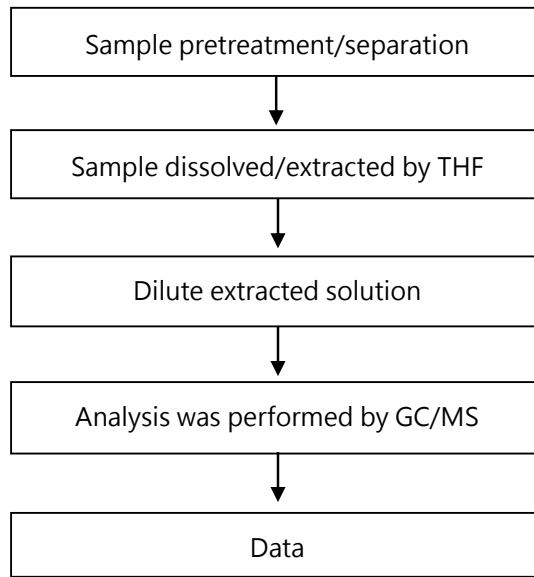 Sample pretreatment/separation
Sample dissolved/extracted by THF
Dilute extracted solution
Analysis was performed by GC/MS
Data